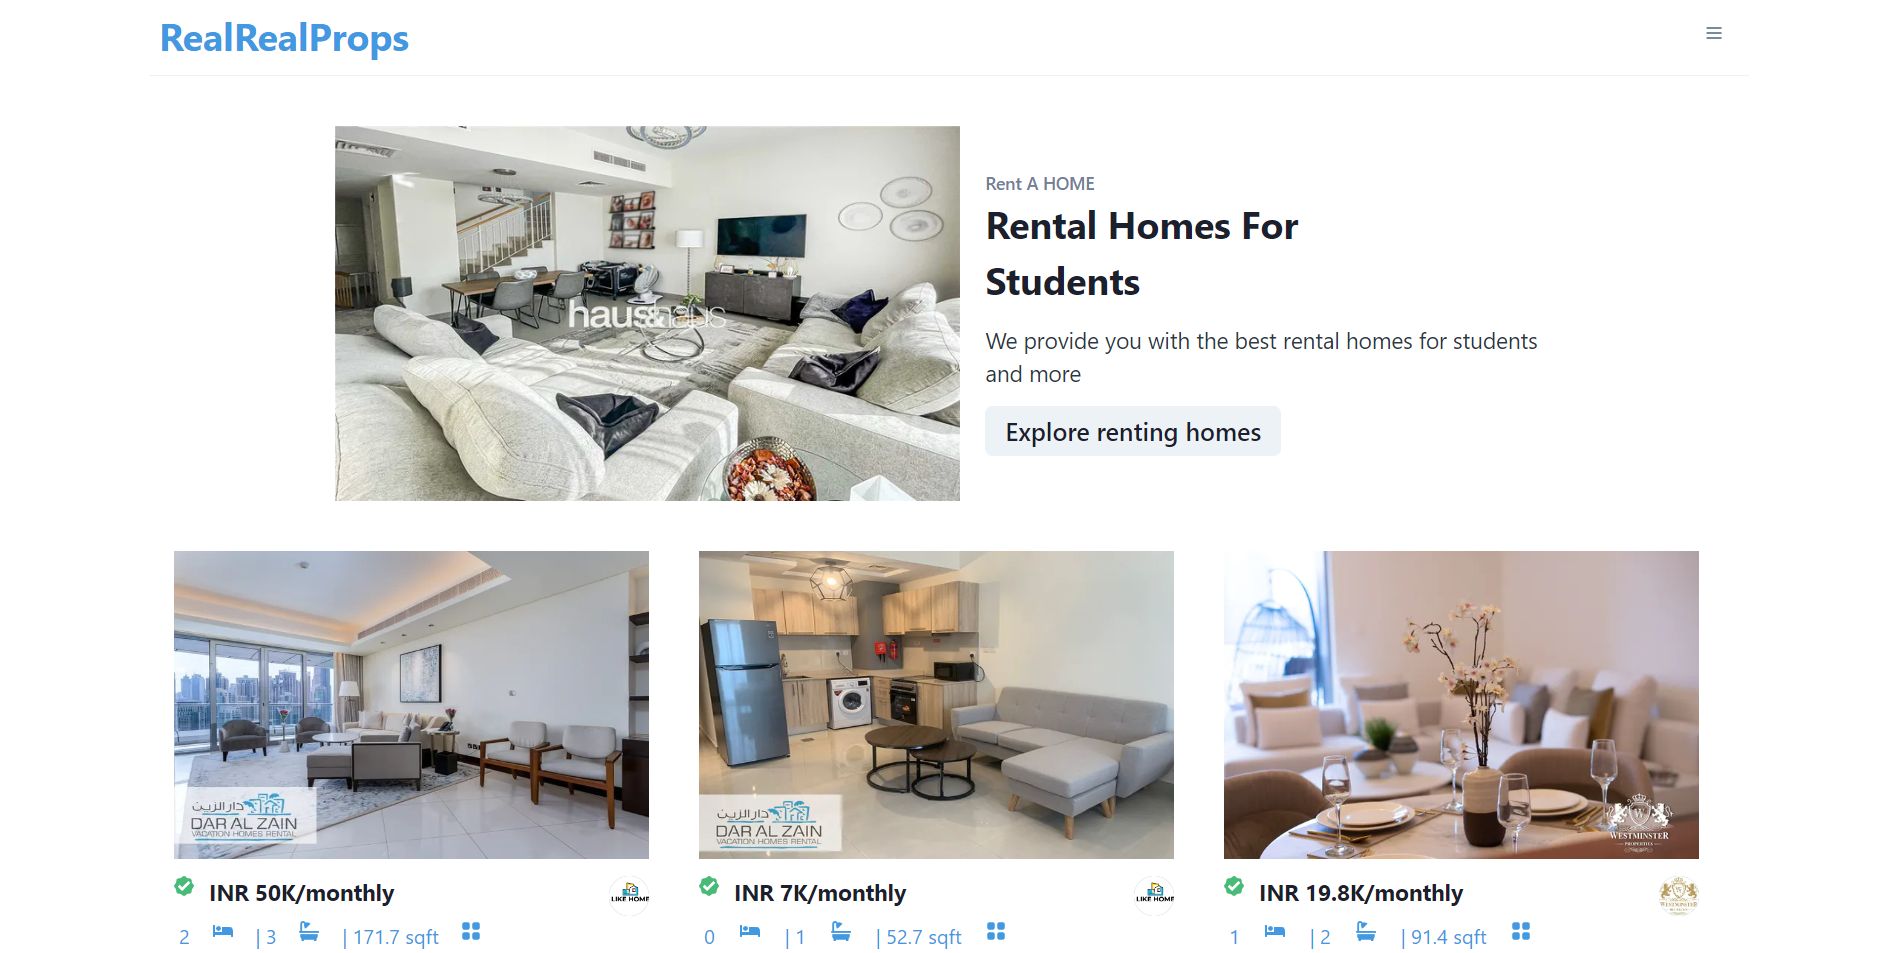 RealRealProps
haus&haus
Rent A HOME
Rental Homes For
Students
We provide you with the best rental homes for students
and more
Explore renting homes
دار الزين
DAR AL ZAIN
VACATION HOMES RENTAL
دار الزين
DAR AL ZAIN
VACATION HOMES RENTAL
W
WESTMINSTER
PROPERTIES
INR 50K/monthly
LIKE HOME
2 | 3 | 171.7 sqft
INR 7K/monthly
LIKE HOME
0 | 1 | 52.7 sqft
INR 19.8K/monthly
WESTMINSTER
1 | 2 | 91.4 sqft